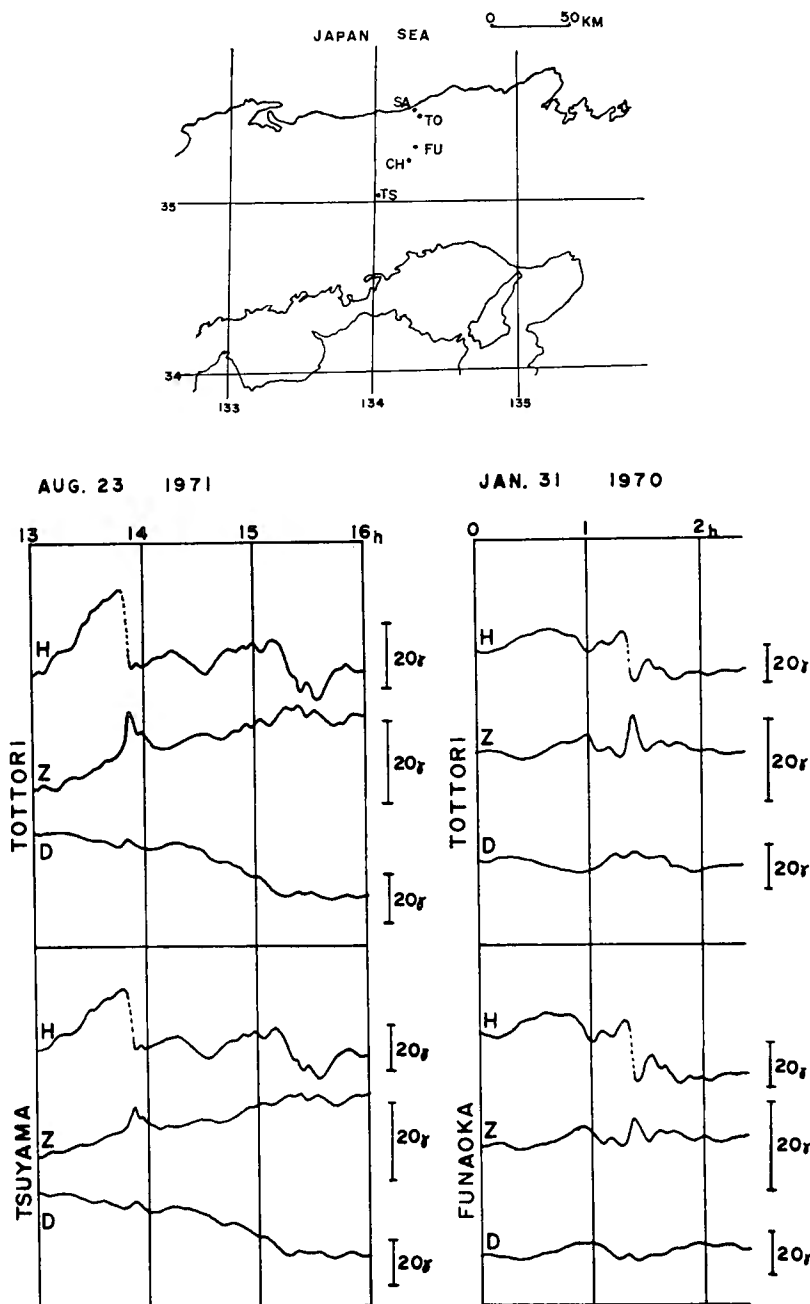 0 50 KM
JAPAN SEA
SA
TO
FU
CH
TS
35
34
133 134 135
AUG. 23 1971
13 14 15 16h
TOTTORI
H
20γ
Z
20γ
D
20γ
TSUYAMA
H
20γ
Z
20γ
D
20γ
JAN. 31 1970
0 1 2h
TOTTORI
H
20γ
Z
20γ
D
20γ
FUNAOKA
H
20γ
Z
20γ
D
20γ